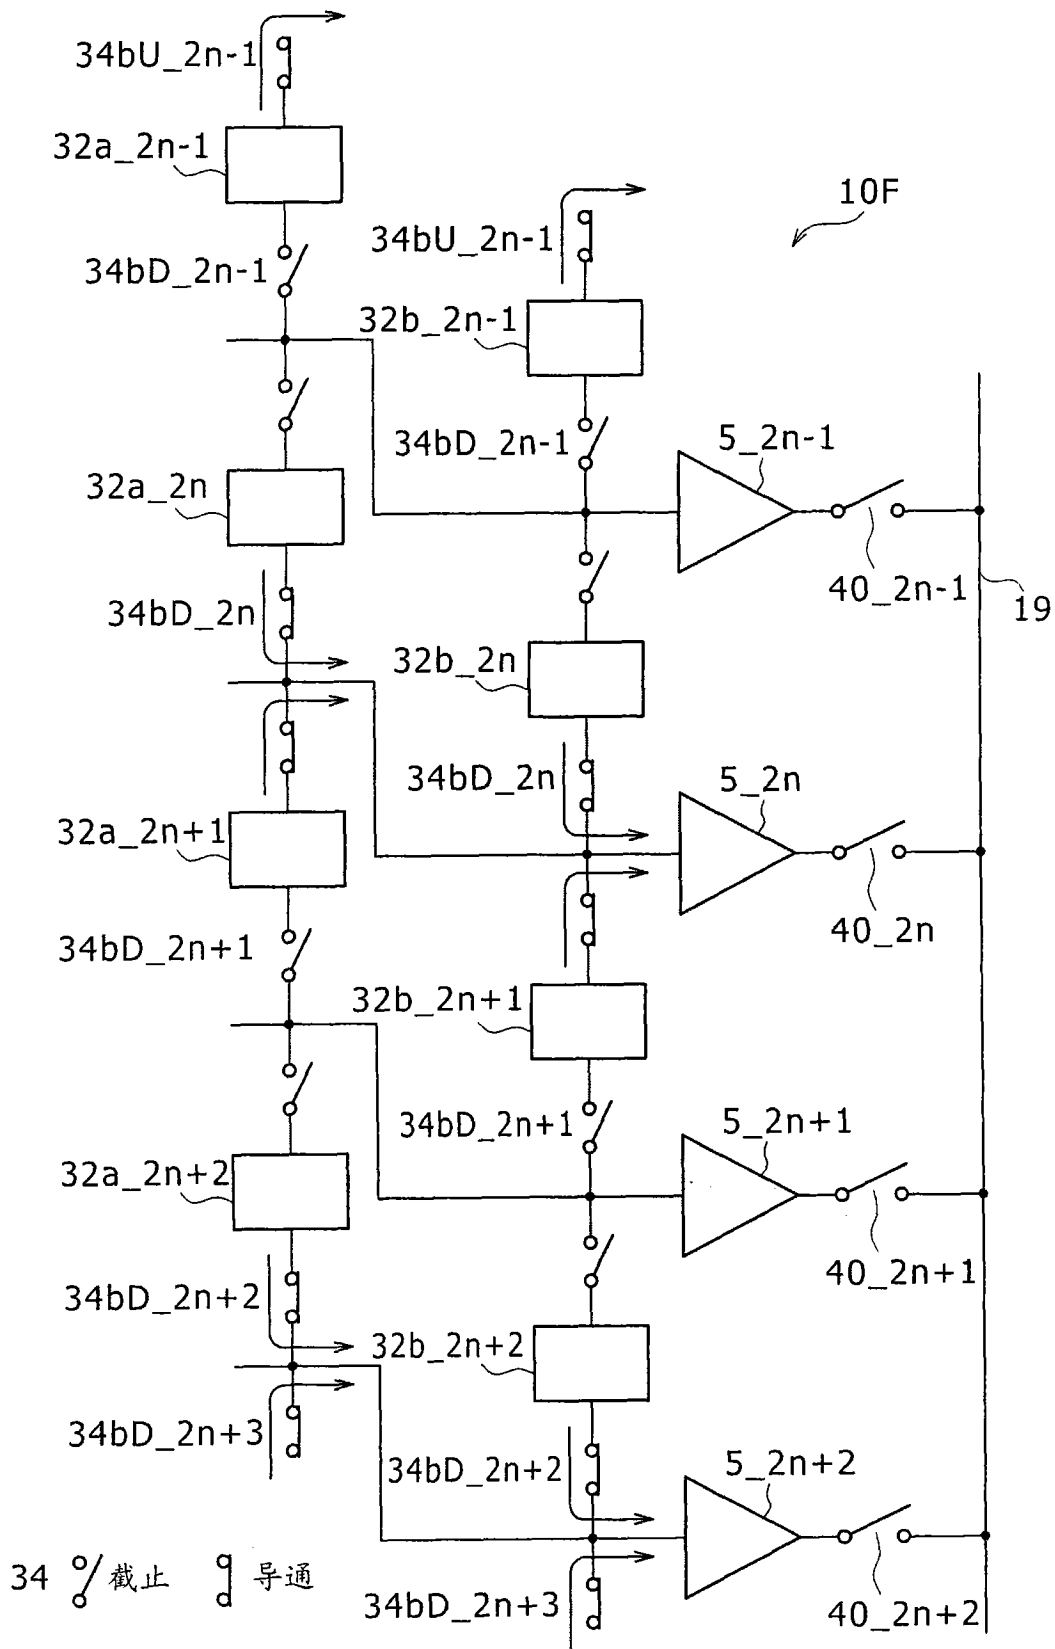 34bU_2n-1
32a_2n-1
10F
34bU_2n-1
34bD_2n-1
32b_2n-1
34bD_2n-1
5_2n-1
32a_2n
40_2n-1
19
34bD_2n
32b_2n
34bD_2n
5_2n
32a_2n+1
40_2n
34bD_2n+1
32b_2n+1
34bD_2n+1
5_2n+1
32a_2n+2
40_2n+1
34bD_2n+2
32b_2n+2
34bD_2n+3
34bD_2n+2
5_2n+2
34 截止 导通
34bD_2n+3
40_2n+2